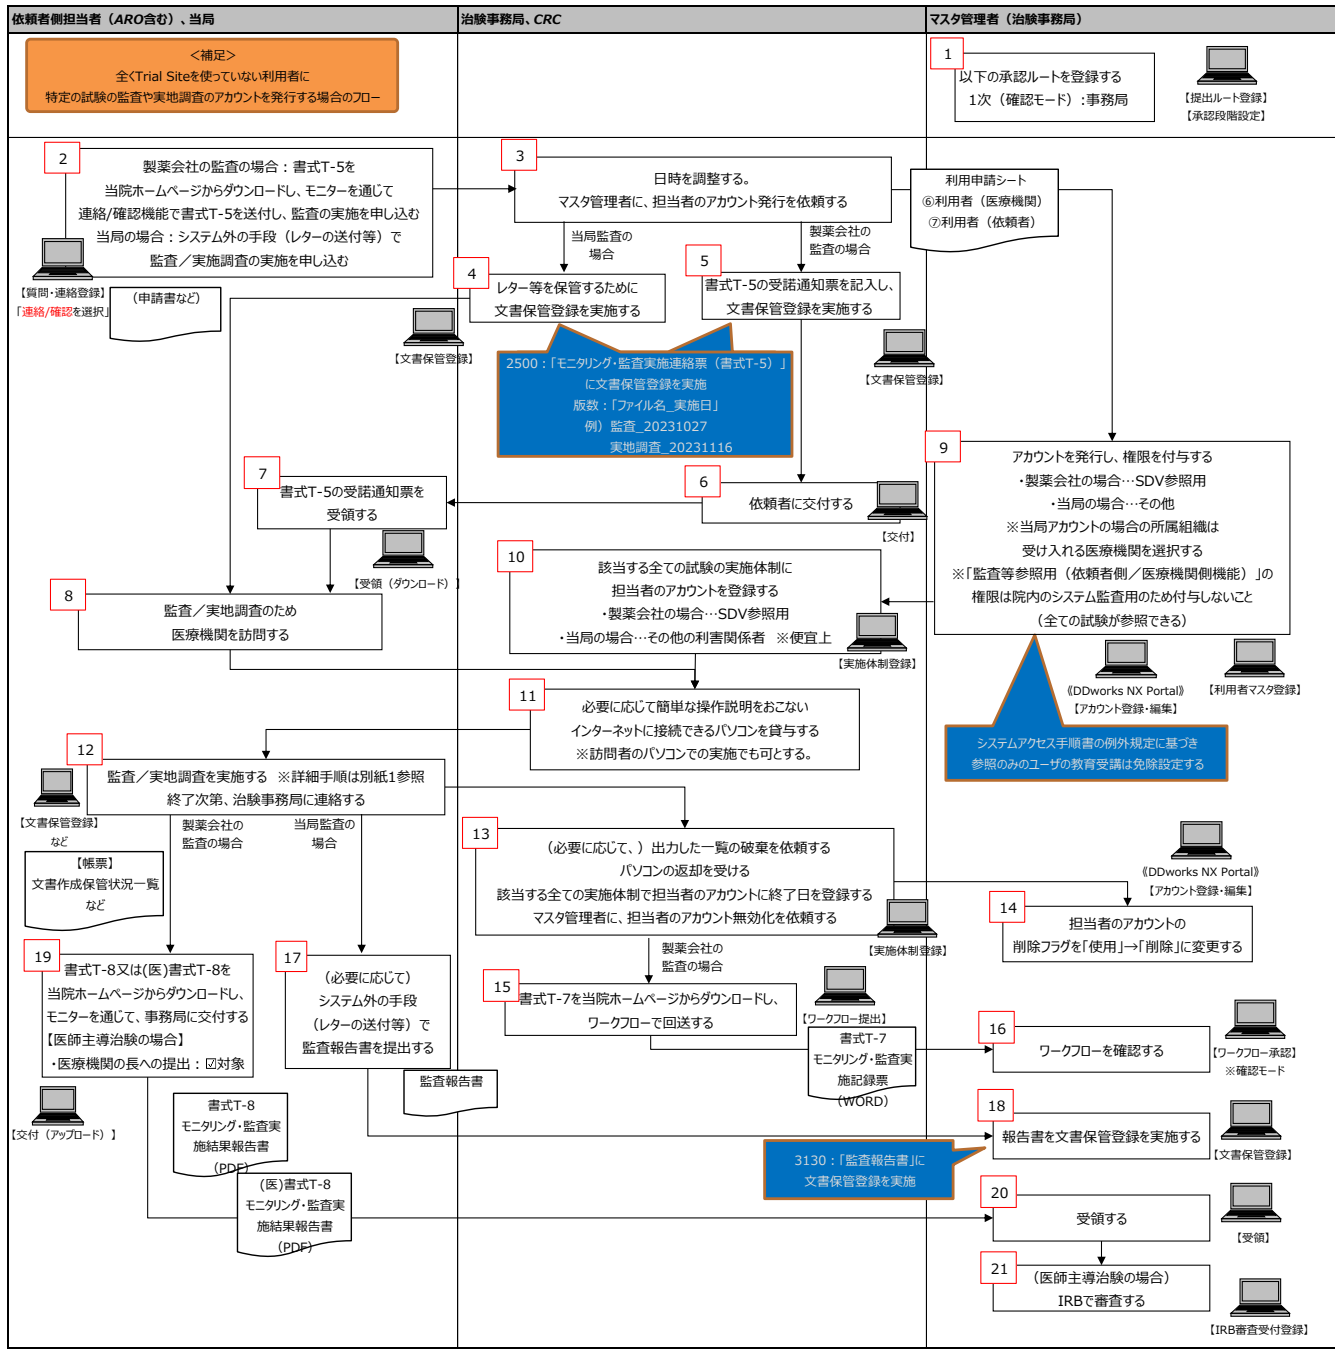 依頼者側担当者（ARO含む）、当局
治験事務局、CRC
マスタ管理者（治験事務局）
＜補足＞
全くTrial Siteを使っていない利用者に
特定の試験の監査や実地調査のアカウントを発行する場合のフロー
1
以下の承認ルートを登録する
1次（確認モード）:事務局
【提出ルート登録】
【承認段階設定】
2
製薬会社の監査の場合：書式T-5を
当院ホームページからダウンロードし、モニターを通じて
連絡/確認機能で書式T-5を送付し、監査の実施を申し込む
当局の場合：システム外の手段（レターの送付等）で
監査／実施調査の実施を申し込む
【質問・連絡登録】
「連絡/確認を選択」
（申請書など）
3
日時を調整する。
マスタ管理者に、担当者のアカウント発行を依頼する
利用申請シート
⑥利用者（医療機関）
⑦利用者（依頼者）
当局監査の
場合
製薬会社の
監査の場合
4
レター等を保管するために
文書保管登録を実施する
【文書保管登録】
5
書式T-5の受諾通知票を記入し、
文書保管登録を実施する
【文書保管登録】
2500：「モニタリング・監査実施連絡票（書式T-5）」
に文書保管登録を実施
版数：「ファイル名_実施日」
例）監査_20231027
実地調査_20231116
6
依頼者に交付する
【交付】
7
書式T-5の受諾通知票を
受領する
【受領（ダウンロード）】
8
監査／実地調査のため
医療機関を訪問する
9
アカウントを発行し、権限を付与する
・製薬会社の場合…SDV参照用
・当局の場合…その他
※当局アカウントの場合の所属組織は
受け入れる医療機関を選択する
※「監査等参照用（依頼者側／医療機関側機能）」の
権限は院内のシステム監査用のため付与しないこと
（全ての試験が参照できる）
《DDworks NX Portal》
【アカウント登録・編集】
【利用者マスタ登録】
システムアクセス手順書の例外規定に基づき
参照のみのユーザの教育受講は免除設定する
10
該当する全ての試験の実施体制に
担当者のアカウントを登録する
・製薬会社の場合…SDV参照用
・当局の場合…その他の利害関係者　※便宜上
【実施体制登録】
11
必要に応じて簡単な操作説明をおこない
インターネットに接続できるパソコンを貸与する
※訪問者のパソコンでの実施でも可とする。
12
監査／実地調査を実施する　※詳細手順は別紙1参照
終了次第、治験事務局に連絡する
【文書保管登録】
など
【帳票】
文書作成保管状況一覧
など
製薬会社の
監査の場合
当局監査の
場合
13
（必要に応じて、）出力した一覧の破棄を依頼する
パソコンの返却を受ける
該当する全ての実施体制で担当者のアカウントに終了日を登録する
マスタ管理者に、担当者のアカウント無効化を依頼する
【実施体制登録】
製薬会社の
監査の場合
《DDworks NX Portal》
【アカウント登録・編集】
14
担当者のアカウントの
削除フラグを「使用」→「削除」に変更する
15
書式T-7を当院ホームページからダウンロードし、
ワークフローで回送する
【ワークフロー提出】
書式T-7
モニタリング・監査実
施記録票
（WORD）
16
ワークフローを確認する
【ワークフロー承認】
※確認モード
17
（必要に応じて）
システム外の手段
（レターの送付等）で
監査報告書を提出する
監査報告書
18
報告書を文書保管登録を実施する
【文書保管登録】
3130：「監査報告書」に
文書保管登録を実施
19
書式T-8又は(医)書式T-8を
当院ホームページからダウンロードし、
モニターを通じて、事務局に交付する
【医師主導治験の場合】
・医療機関の長への提出：☑対象
【交付（アップロード）】
書式T-8
モニタリング・監査実
施結果報告書
（PDF）
(医)書式T-8
モニタリング・監査実
施結果報告書
（PDF）
20
受領する
【受領】
21
（医師主導治験の場合）
IRBで審査する
【IRB審査受付登録】